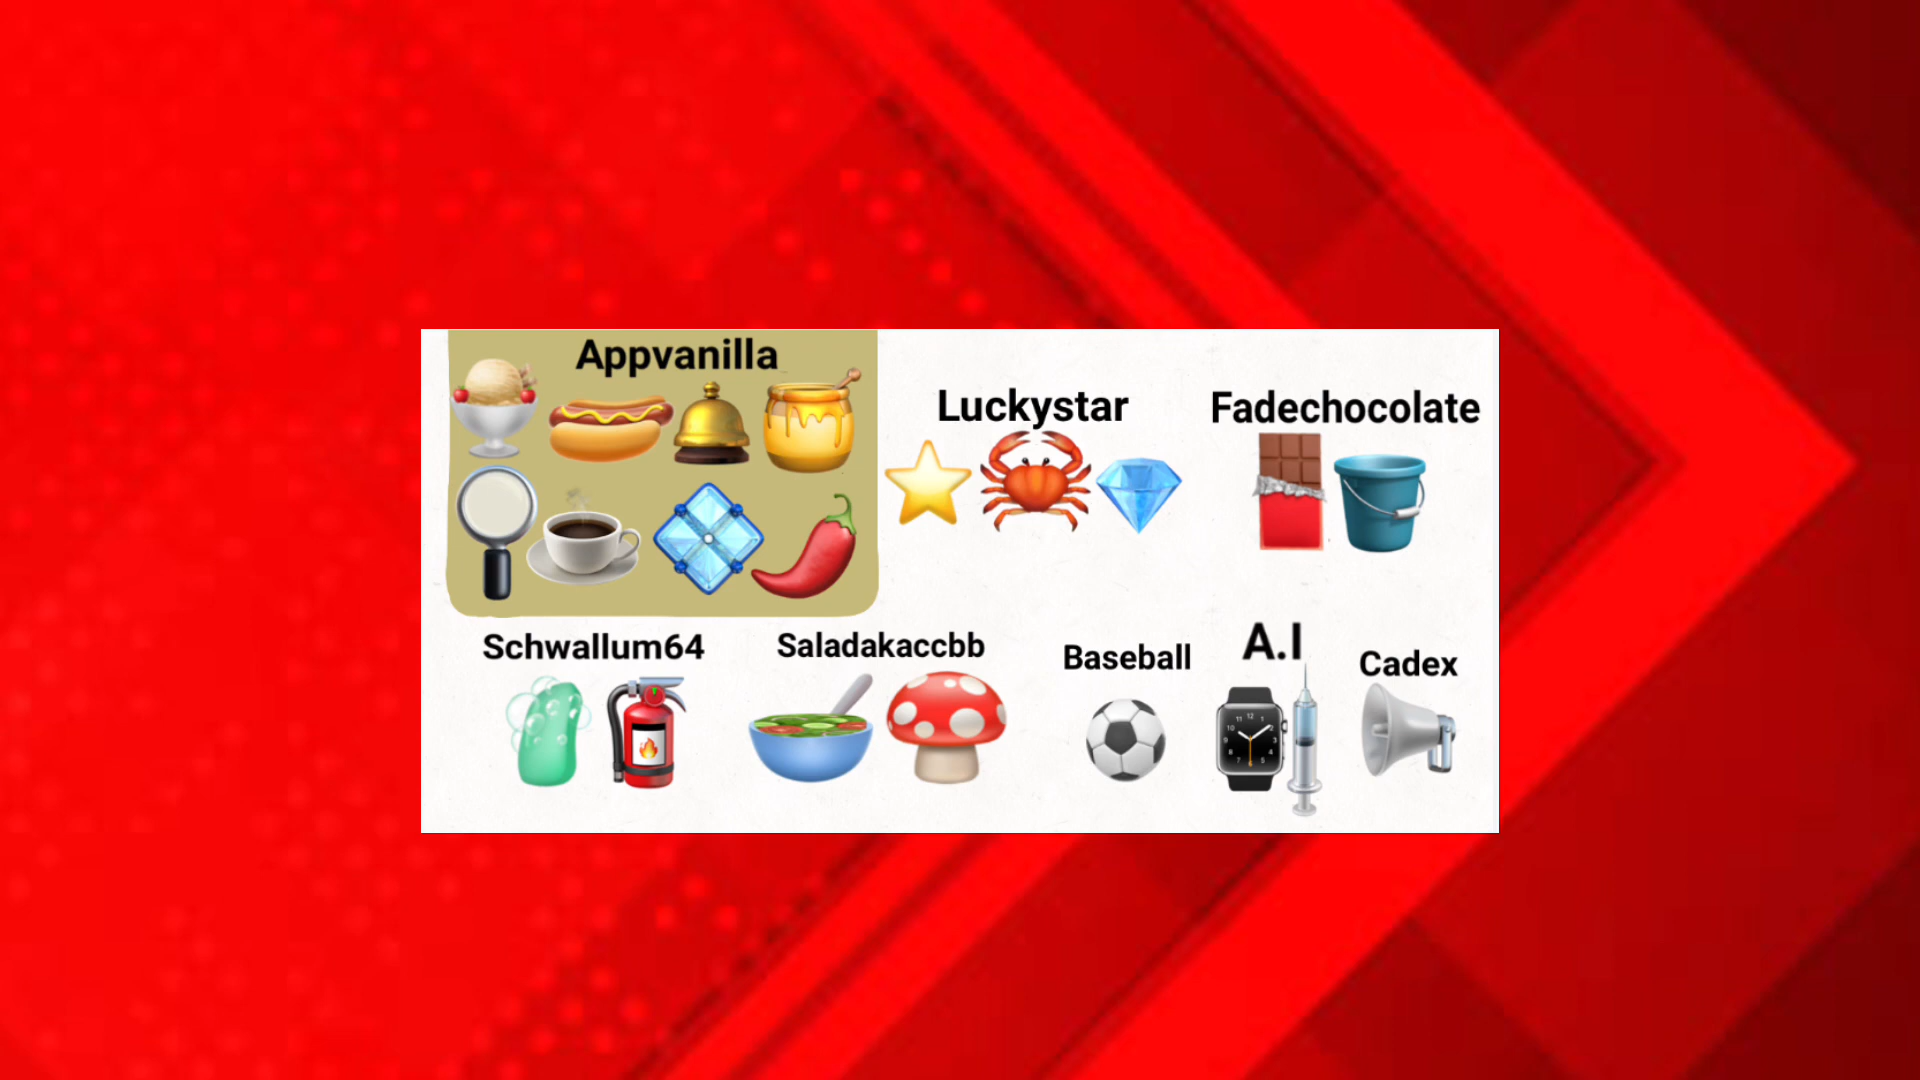 Appvanilla
Luckystar
Fadechocolate
Schwallum64
Saladakaccbb
Baseball
A.I
Cadex